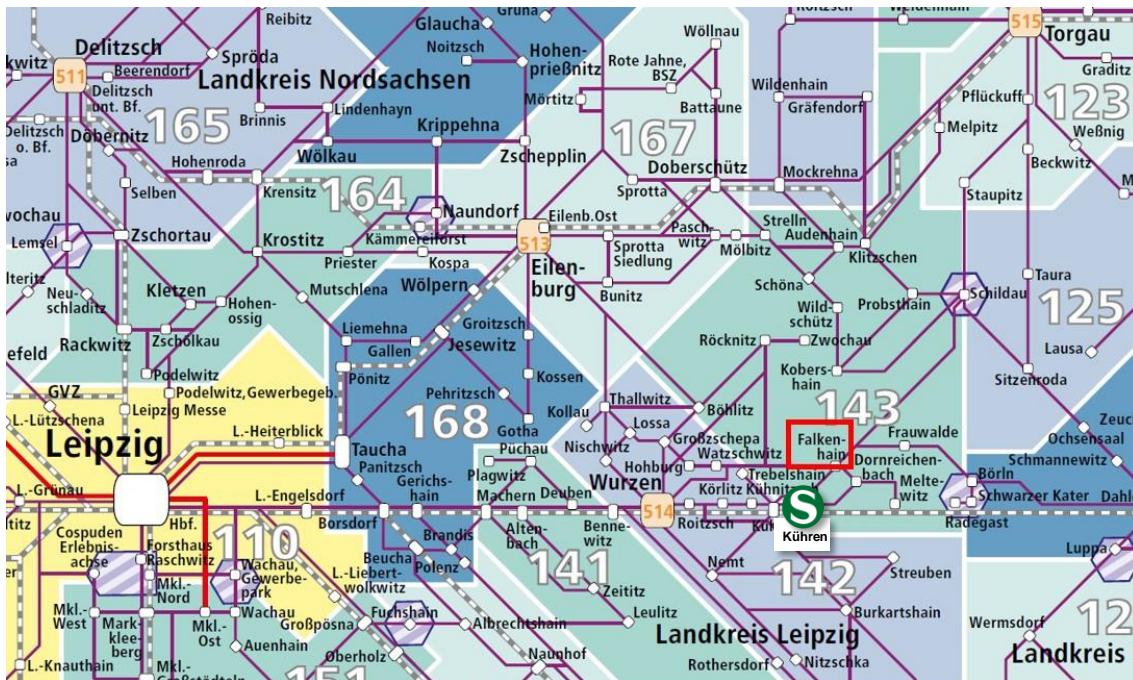 Reibitz
Glaucha
Gruna
Roitzsch
Weidenhain
515
Torgau
Delitzsch
Spröda
Noitzsch
Hohen-
prießnitz
Wöllnau
Rote Jahne,
BSZ
kwitz
511
Beerendorf
Landkreis Nordsachsen
Graditz
Delitzsch
unt. Bf.
Lindenhayn
Mörtitz
Battaune
Wildenhain
Gräfendorf
Pflückuff
123
165
Brinnis
Krippehna
167
Melpitz
Weßnig
Delitzsch
o. Bf.
Döbernitz
Hohenroda
Wölkau
Zschepplin
Doberschütz
Mockrehna
Beckwitz
Selben
Krensitz
164
Sprotta
Staupitz
Naundorf
Eilenb.Ost
Pasch-
witz
Strelln
Audenhain
Lemsel
Zschortau
Krostitz
Kämmereiforst
513
Sprotta
Siedlung
Mölbitz
Klitzschen
Priester
Kospa
Eilen-
burg
Schöna
Taura
Neu-
schladitz
Kletzen
Hohen-
ossig
Mutschlena
Wölpern
Bunitz
Wild-
schütz
Probsthain
Schildau
125
Rackwitz
Zschölkau
Liemehna
Groitzsch
Jesewitz
Röcknitz
Zwochau
Lausa
Gallen
Podelwitz
Pönitz
Kossen
Kobers-
hain
Sitzenroda
GVZ
Podelwitz,Gewerbegeb.
Pehritzsch
Thallwitz
143
L.-Lützschena
Leipzig Messe
168
Kollau
Böhlitz
Leipzig
L.-Heiterblick
Gotha
Lossa
Nischwitz
Falken-
hain
Frauwalde
Ochsensaal
Taucha
Püchau
Großzschepa
Watzschwitz
Schmannewitz
Panitzsch
Plagwitz
Hohburg
Trebelshain
Dornreichen-
bach
Börln
Gerichs-
hain
Wurzen
L.-Grünau
L.-Engelsdorf
Machern
Deuben
Körlitz
Melte-
witz
Schwarzer Kater
Hbf.
Borsdorf
Alten-
bach
Benne-
witz
514
Roitzsch
S
Kühren
Radegast
Cospuden
Erlebnis-
achse
Forsthaus
Raschwitz
110
Brandis
Beucha
Polenz
141
Nemt
142
Streuben
Luppa
Mkl.-
Nord
Wachau,
Gewerbe-
park
L.-Liebert-
wolkwitz
Zeititz
Mkl.-
West
Mark-
klee-
berg
Mkl.-
Ost
Wachau
Fuchshain
Großpösna
Albrechtshain
Leulitz
Burkartshain
Wermsdorf
Auenhain
Landkreis Leipzig
Landkreis
L.-Knauthain
Oberholz
Naunhof
Rothersdorf
Nitzschka